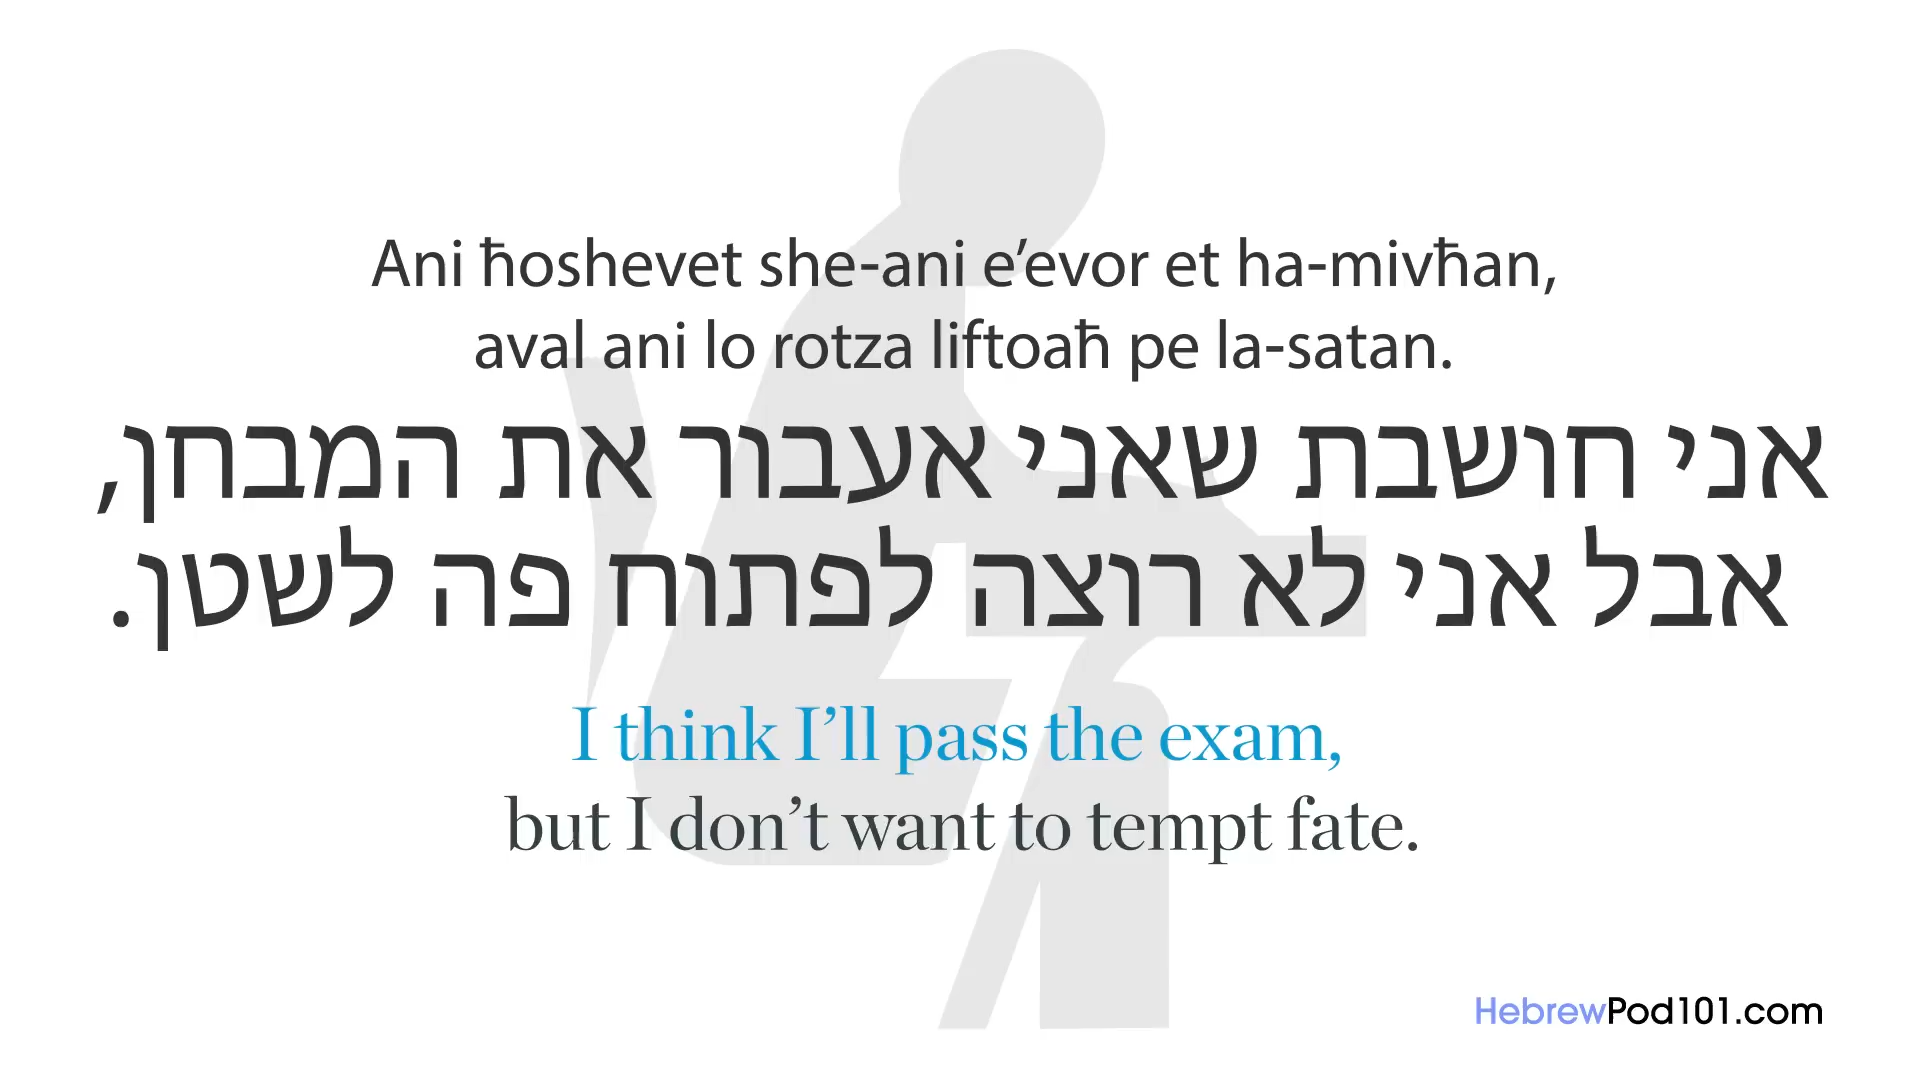 Ani ħoshevet she-ani e’evor et ha-mivħan,
aval ani lo rotza liftoaħ pe la-satan.
אני חושבת שאני אעבור את המבחן,
אבל אני לא רוצה לפתוח פה לשטן.
I think I’ll pass the exam,
but I don’t want to tempt fate.
HebrewPod101.com